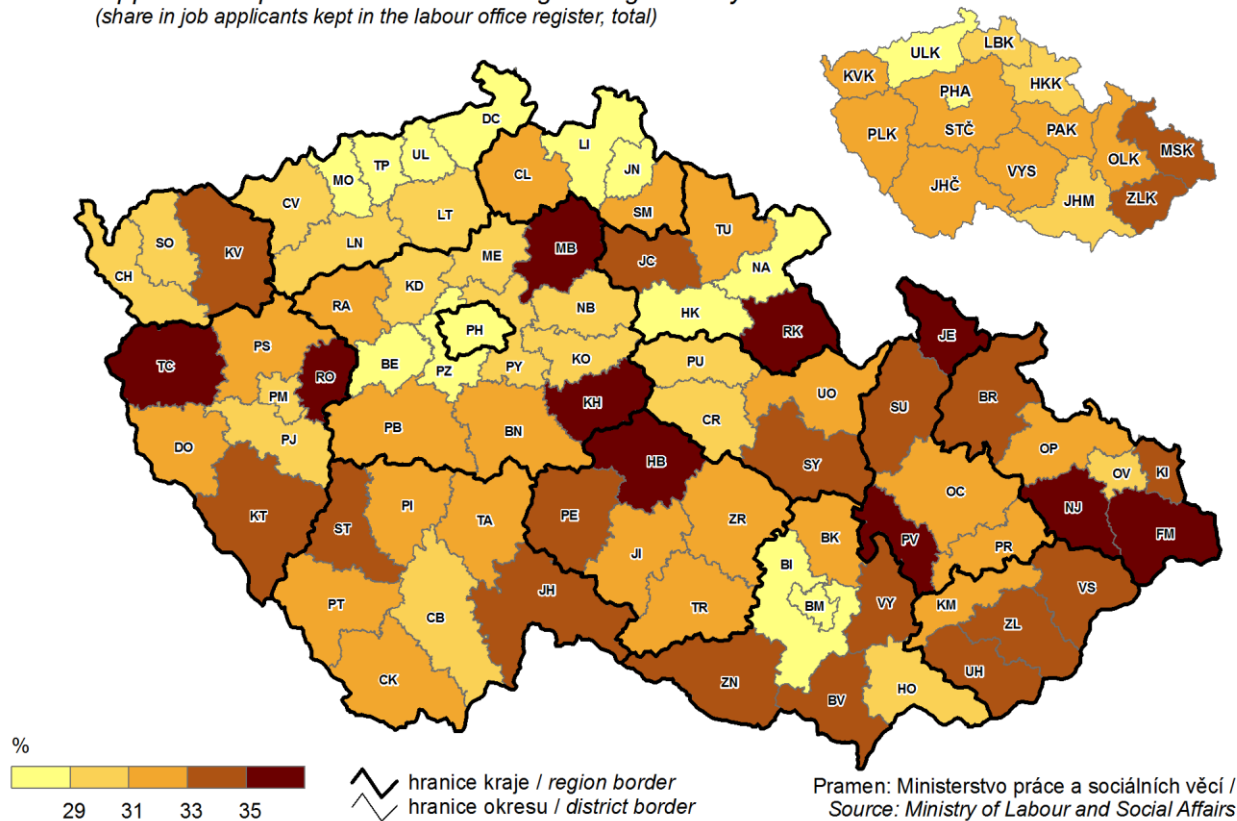 (share in job applicants kept in the labour office register, total)
ULK
LBK
KVK
HKK
PHA
PLK
STČ
PAK
MSK
OLK
VYS
JHČ
JHM
ZLK
DC
UL
LI
TP
JN
MO
CL
CV
LT
SM
TU
SO
LN
KV
MB
ME
JC
CH
NA
KD
RA
NB
HK
PH
RK
JE
PS
KO
PU
TC
BE
PZ
PY
RO
PM
KH
UO
BR
SU
CR
PB
BN
PJ
DO
OP
HB
SY
OV
KI
OC
PI
NJ
KT
ST
TA
PE
ZR
FM
BK
PV
PR
JI
BI
VS
JH
PT
TR
BM
VY
KM
CB
ZL
UH
CK
ZN
HO
BV
%
29 31 33 35
hranice kraje / region border
hranice okresu / district border
Pramen: Ministerstvo práce a sociálních věcí /
Source: Ministry of Labour and Social Affairs